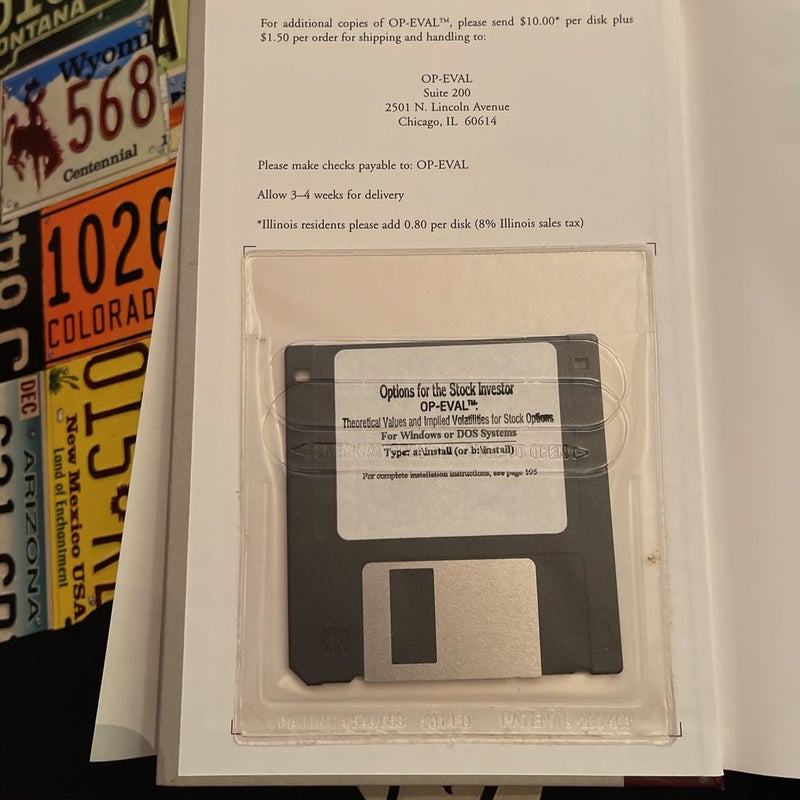 For additional copies of OP-EVAL™, please send $10.00* per disk plus
$1.50 per order for shipping and handling to:
OP-EVAL
Suite 200
2501 N. Lincoln Avenue
Chicago, IL 60614
Please make checks payable to: OP-EVAL
Allow 3–4 weeks for delivery
*Illinois residents please add 0.80 per disk (8% Illinois sales tax)
Options for the Stock Investor
OP-EVAL™:
Theoretical Values and Implied Volatilities for Stock Options
For Windows or DOS Systems
Type: a:\install (or b:\install)
For complete installation instructions, see page 195
PATENT
PATENT
MONTANA
Wyoming
568
Centennial
1026
COLORADO
DEC
ARIZONA
015
New Mexico USA
Land of Enchantment